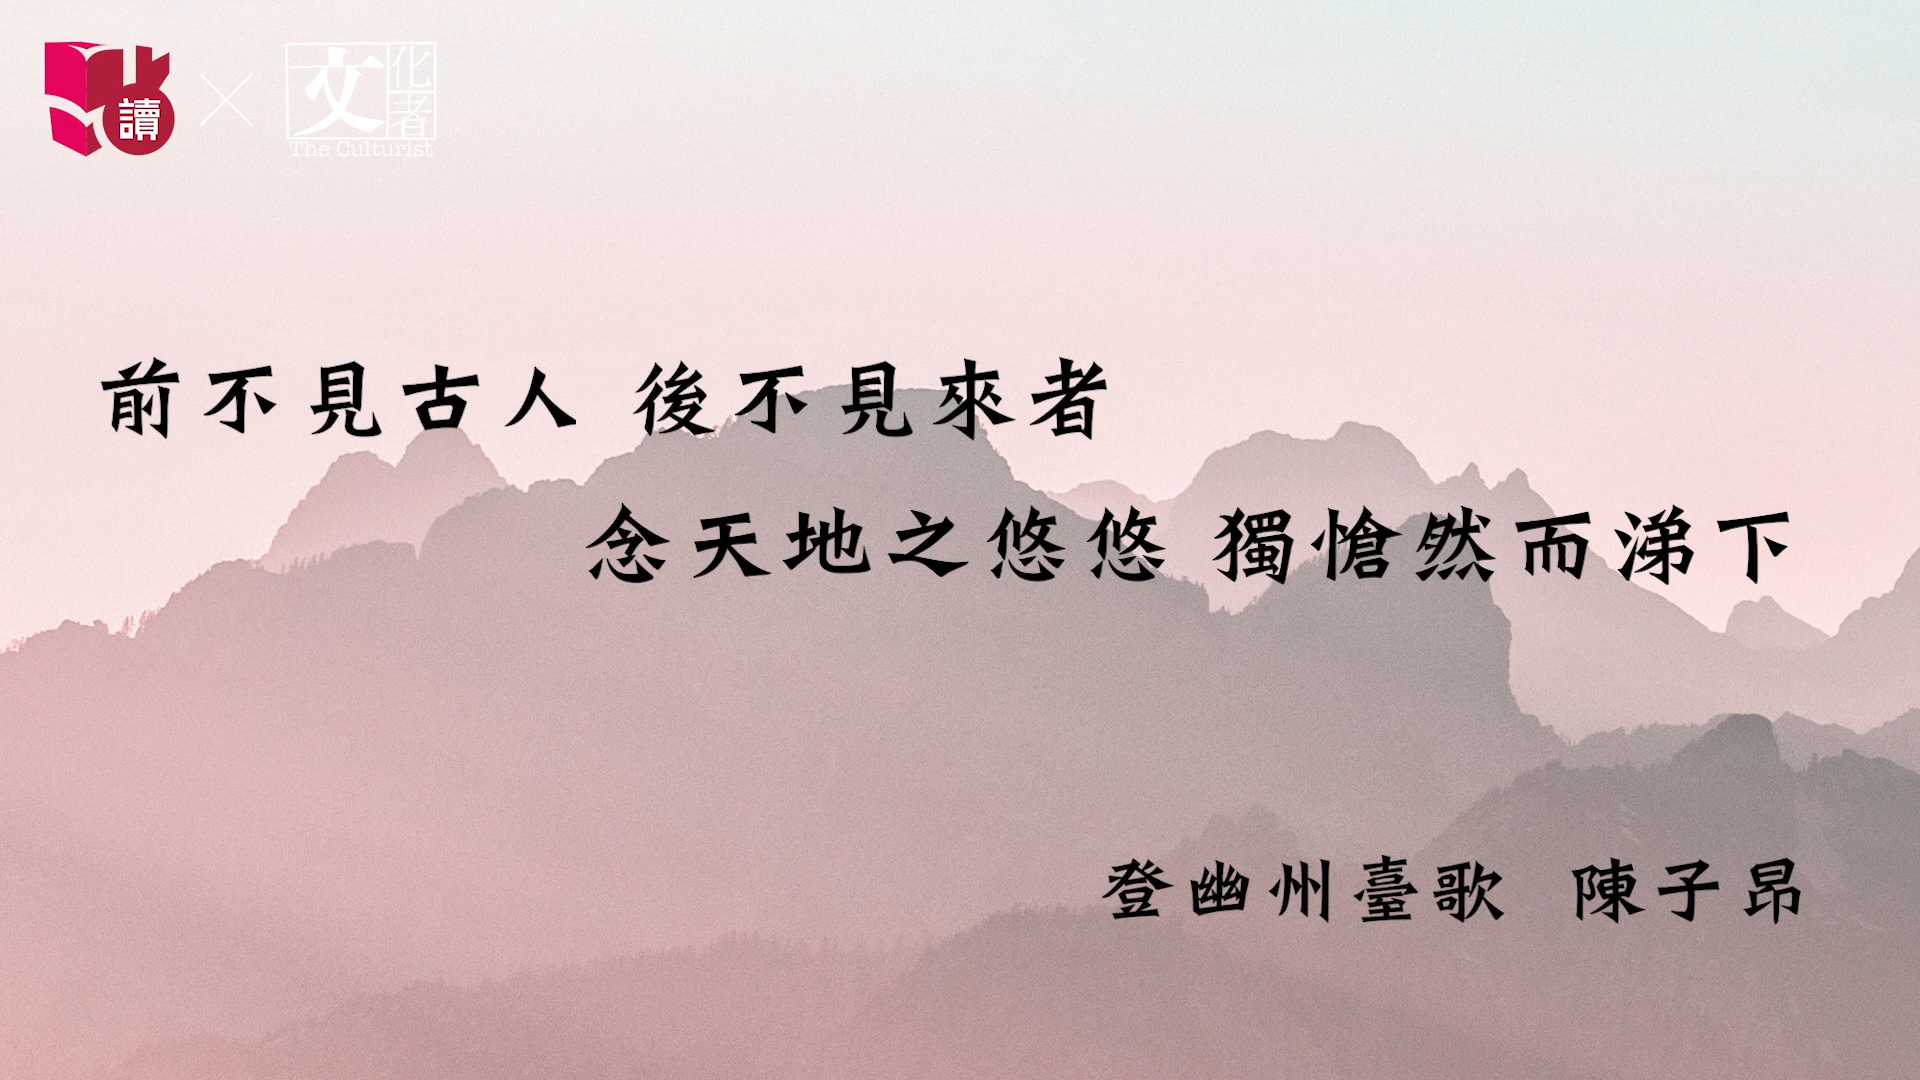 讀
文化者
The Culturist
前不見古人 後不見來者
念天地之悠悠 獨愴然而涕下
登幽州臺歌 陳子昂